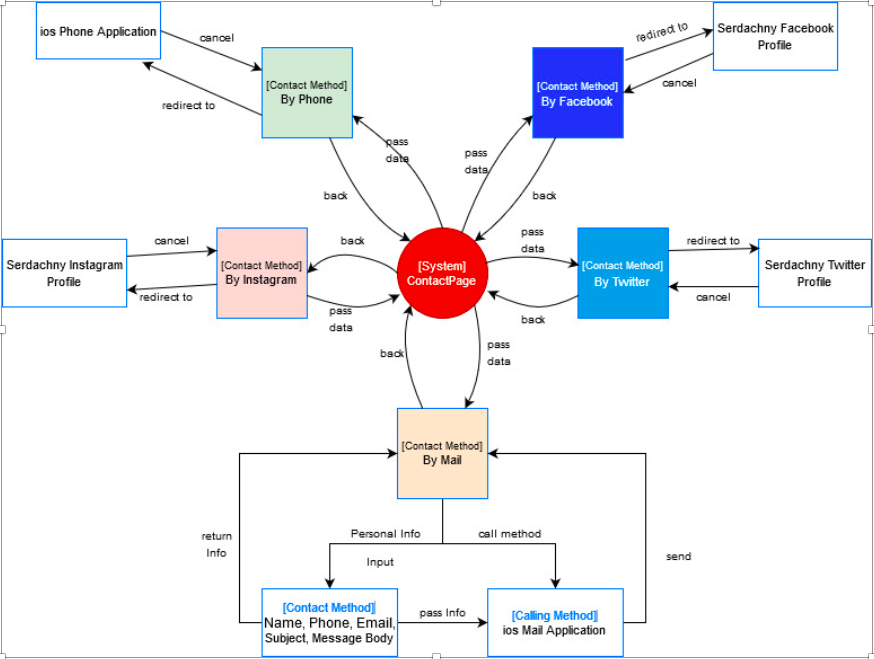 ios Phone Application
cancel
redirect to
[Contact Method]
By Phone
pass
data
back
Serdachny Facebook
Profile
redirect to
cancel
[Contact Method]
By Facebook
pass
data
back
Serdachny Instagram
Profile
cancel
redirect to
[Contact Method]
By Instagram
back
pass
data
[System]
ContactPage
pass
data
back
[Contact Method]
By Twitter
redirect to
cancel
Serdachny Twitter
Profile
back
pass
data
[Contact Method]
By Mail
return
Info
Personal Info
Input
call method
send
[Contact Method]
Name, Phone, Email,
Subject, Message Body
pass Info
[Calling Method]
ios Mail Application